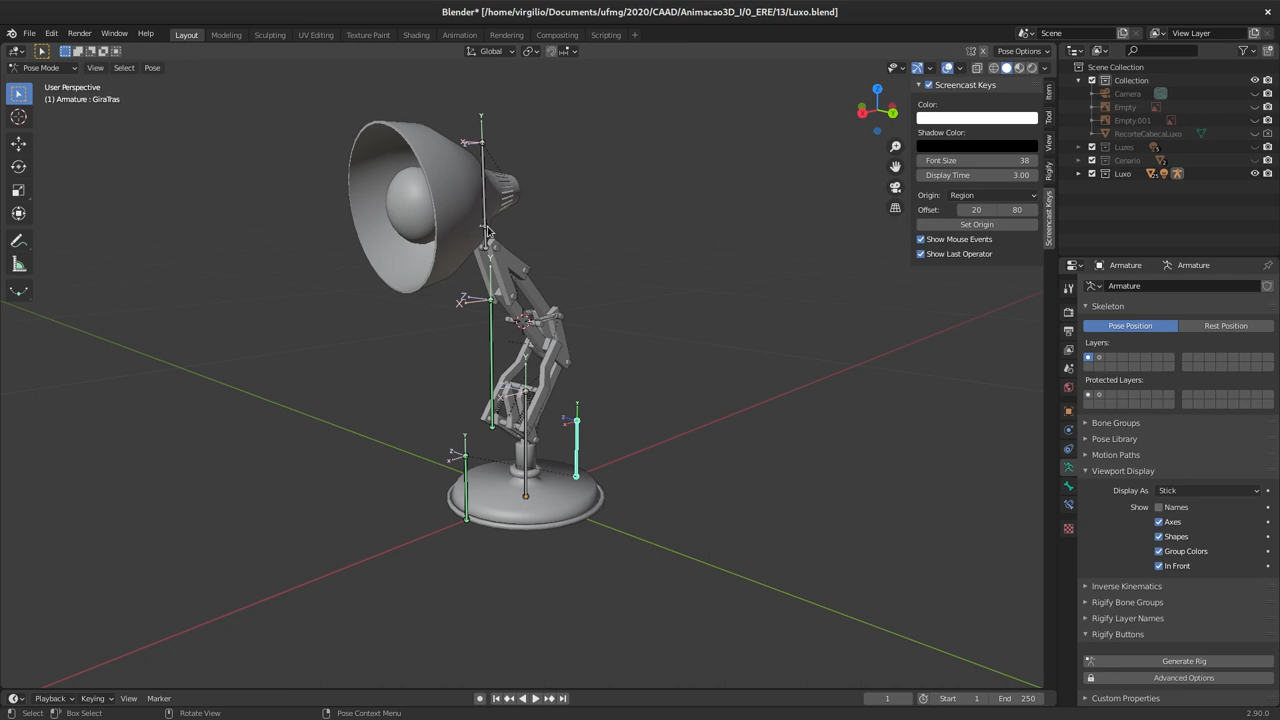 Blender* [/home/virgilio/Documents/ufmg/2020/CAAD/Animacao3D_I/0_ERE/13/Luxo.blend]
File Edit Render Window Help Layout Modeling Sculpting UV Editing Texture Paint Shading Animation Rendering Compositing Scripting + Scene View Layer
Global Pose Options
Pose Mode View Select Pose
User Perspective
(1) Armature : GiraTras
Screencast Keys
Color:
Shadow Color:
Font Size 38
Display Time 3.00
Origin: Region
Offset: 20 80
Set Origin
Show Mouse Events
Show Last Operator
Item
Tool
View
Rigify
Screencast Keys
Scene Collection
Collection
Camera
Empty
Empty.001
RecorteCabecaLuxo
Luzes
Cenario
Luxo
Armature Armature
Armature
Skeleton
Pose Position Rest Position
Layers:
Protected Layers:
Bone Groups
Pose Library
Motion Paths
Viewport Display
Display As Stick
Show Names
Axes
Shapes
Group Colors
In Front
Inverse Kinematics
Rigify Bone Groups
Rigify Layer Names
Rigify Buttons
Generate Rig
Advanced Options
Custom Properties
Playback Keying View Marker 1 Start 1 End 250
Select Box Select Rotate View Pose Context Menu 2.90.0